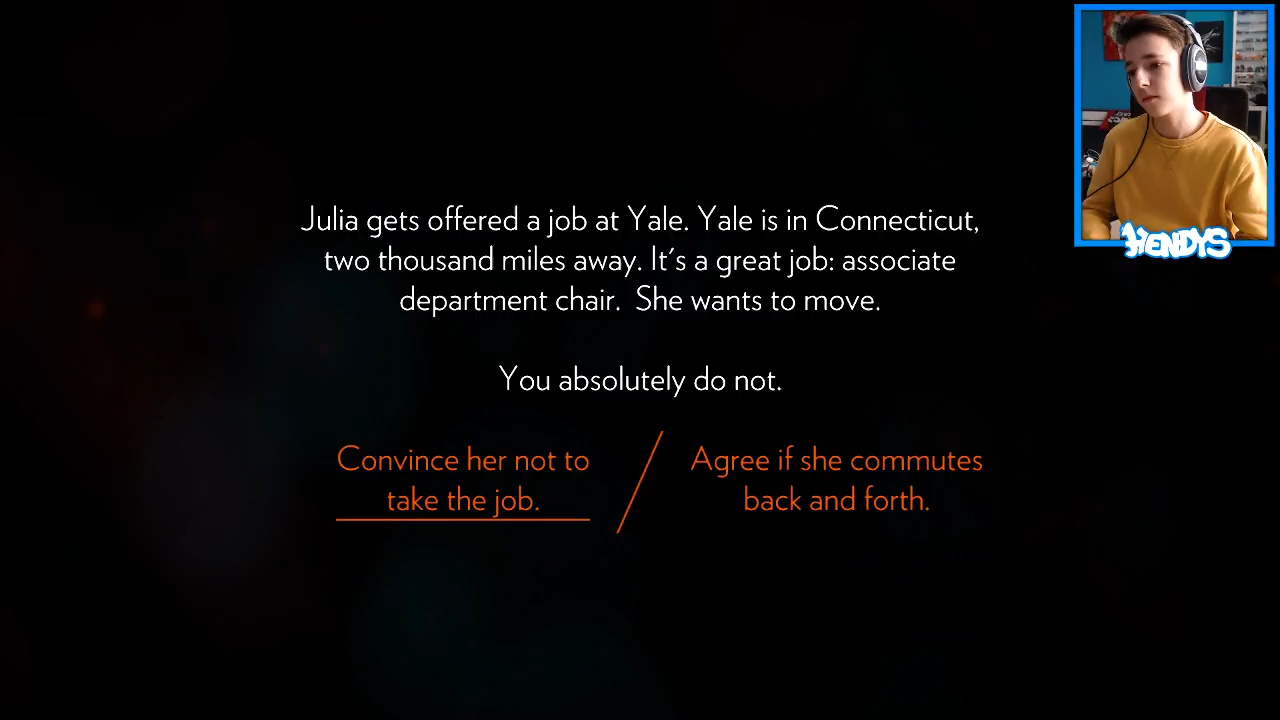 Julia gets offered a job at Yale. Yale is in Connecticut,
two thousand miles away. It's a great job: associate
department chair.  She wants to move.
You absolutely do not.
Convince her not to
take the job.
Agree if she commutes
back and forth.
HENDYS